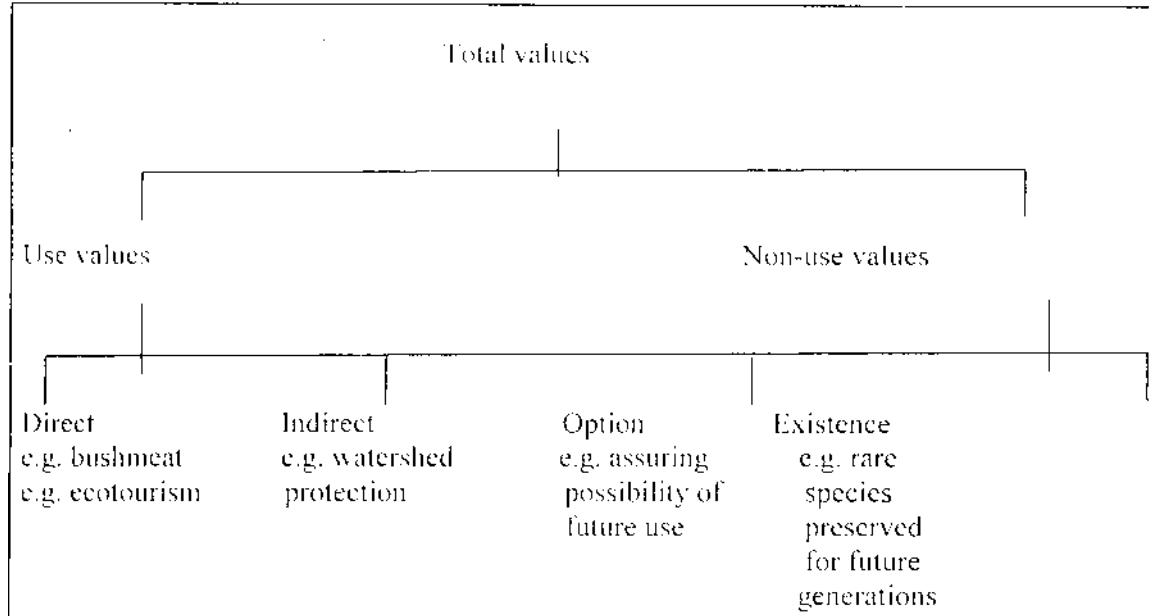 Total values
Use values
Non-use values
Direct
e.g. bushmeat
e.g. ecotourism
Indirect
e.g. watershed
protection
Option
e.g. assuring
possibility of
future use
Existence
e.g. rare
species
preserved
for future
generations